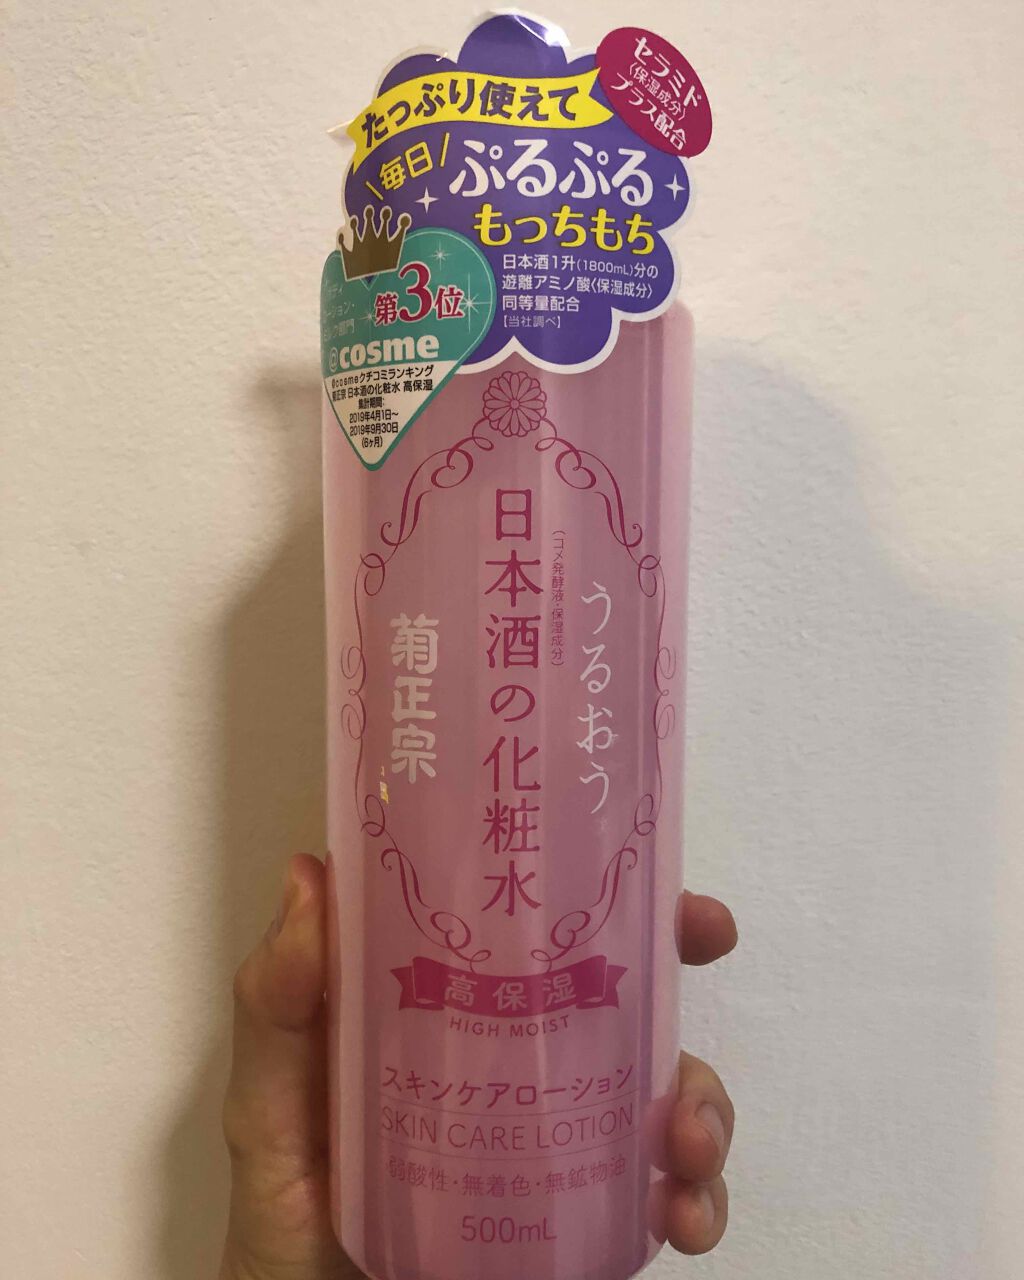 セラミド
〈保湿成分〉
プラス配合
たっぷり使えて
\毎日/
ぷるぷる
もっちもち
日本酒1升(1800mL)分の
遊離アミノ酸〈保湿成分〉
同等量配合
【当社調べ】
第3位
@cosme
@cosmeクチコミランキング
菊正宗 日本酒の化粧水 高保湿
集計期間:
2019年4月1日〜
2019年9月30日
(6ヶ月)
うるおう
日本酒の化粧水
(コメ発酵液・保湿成分)
菊正宗
高保湿
HIGH MOIST
スキンケアローション
SKIN CARE LOTION
弱酸性・無着色・無鉱物油
500mL